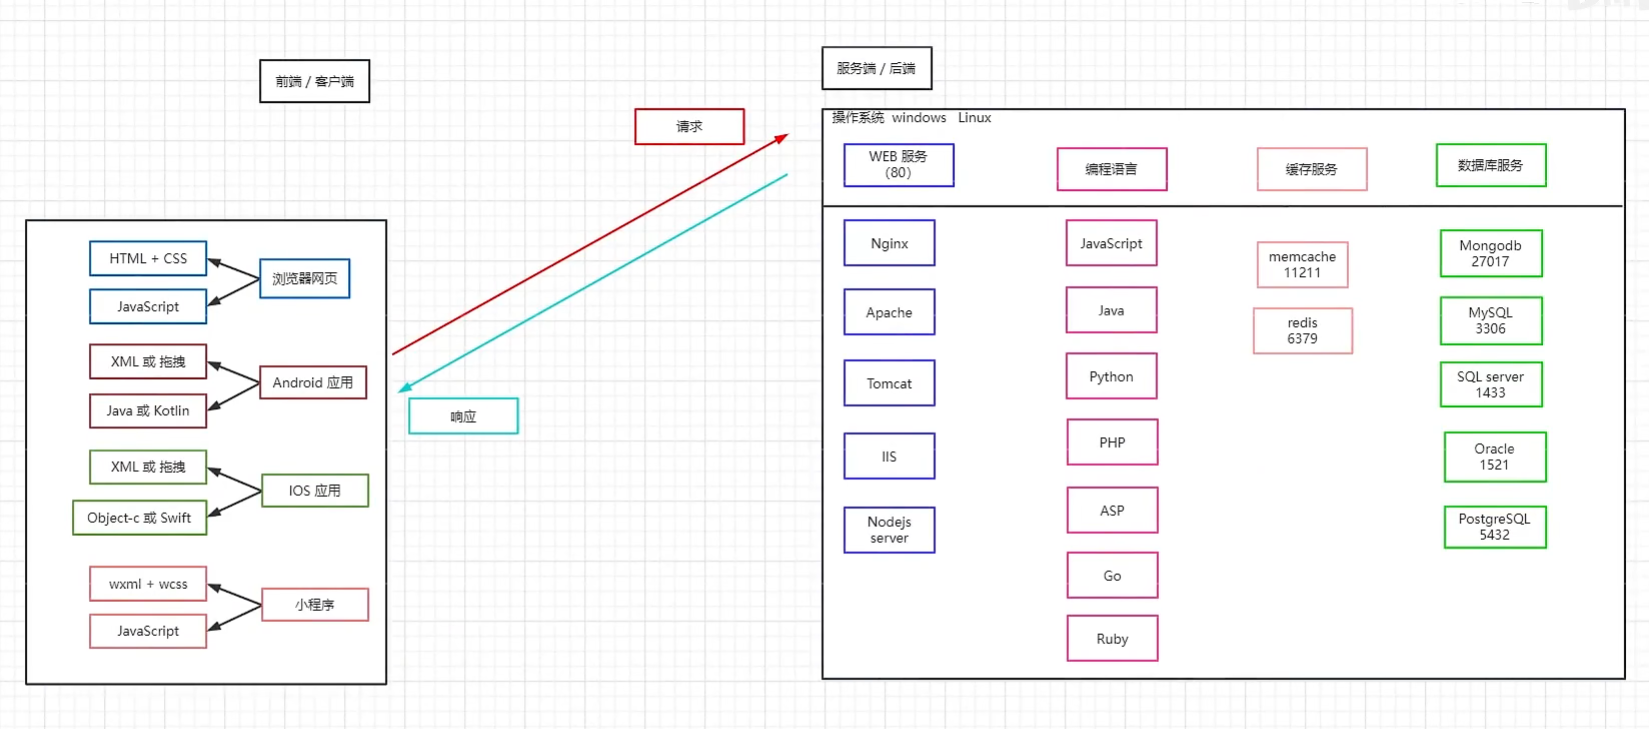 前端 / 客户端
服务端 / 后端
请求
响应
HTML + CSS
JavaScript
浏览器网页
XML 或 拖拽
Java 或 Kotlin
Android 应用
XML 或 拖拽
Object-c 或 Swift
IOS 应用
wxml + wcss
JavaScript
小程序
操作系统 windows Linux
WEB 服务
（80）
编程语言
缓存服务
数据库服务
Nginx
Apache
Tomcat
IIS
Nodejs
server
JavaScript
Java
Python
PHP
ASP
Go
Ruby
memcache
11211
redis
6379
Mongodb
27017
MySQL
3306
SQL server
1433
Oracle
1521
PostgreSQL
5432